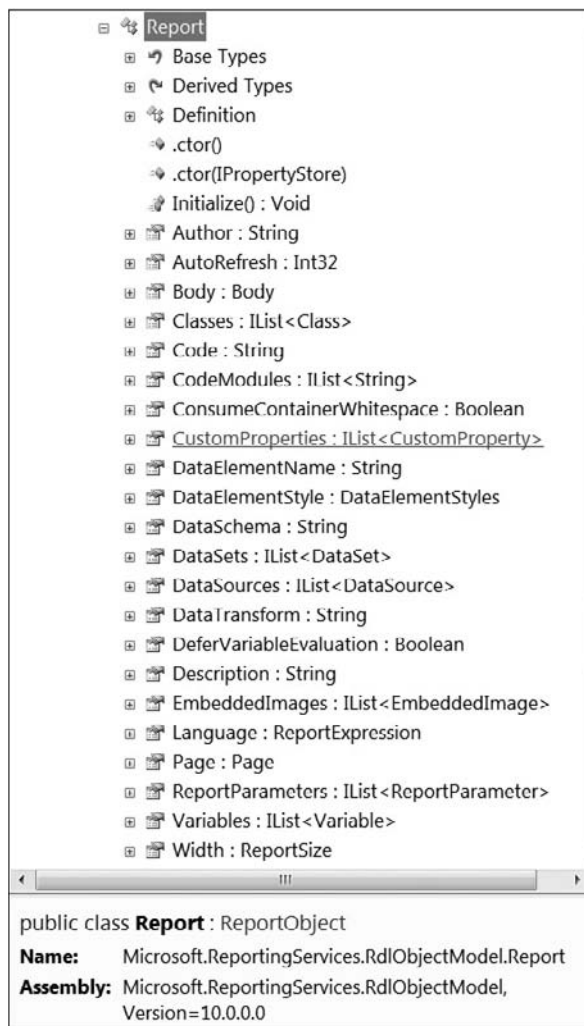 Report
Base Types
Derived Types
Definition
.ctor()
.ctor(IPropertyStore)
Initialize() : Void
Author : String
AutoRefresh : Int32
Body : Body
Classes : IList<Class>
Code : String
CodeModules : IList<String>
ConsumeContainerWhitespace : Boolean
CustomProperties : IList<CustomProperty>
DataElementName : String
DataElementStyle : DataElementStyles
DataSchema : String
DataSets : IList<DataSet>
DataSources : IList<DataSource>
DataTransform : String
DeferVariableEvaluation : Boolean
Description : String
EmbeddedImages : IList<EmbeddedImage>
Language : ReportExpression
Page : Page
ReportParameters : IList<ReportParameter>
Variables : IList<Variable>
Width : ReportSize
public class Report : ReportObject
Name: Microsoft.ReportingServices.RdlObjectModel.Report
Assembly: Microsoft.ReportingServices.RdlObjectModel,
Version=10.0.0.0